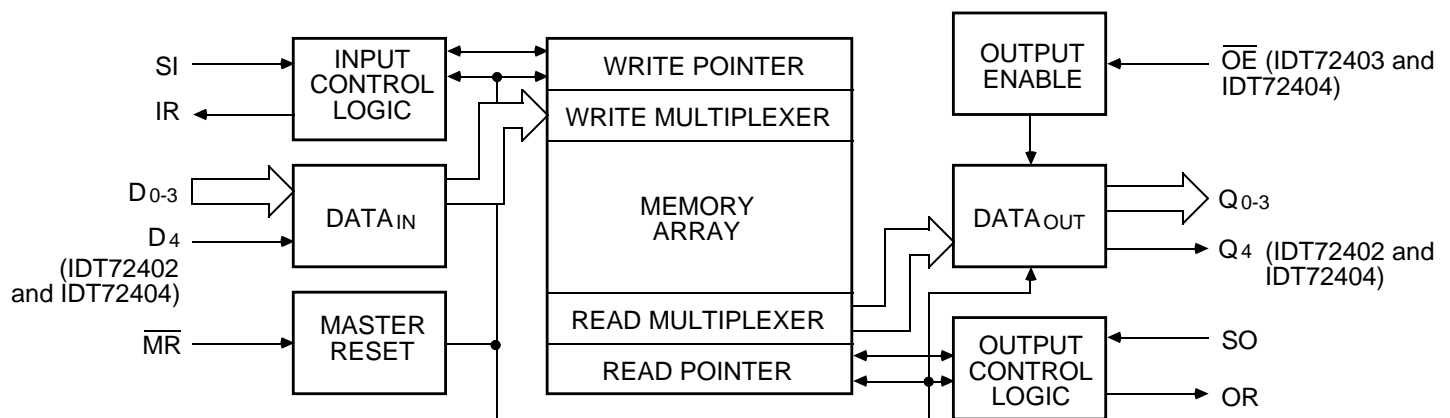 SI
IR
D0-3
D4
(IDT72402
and IDT72404)
MR
INPUT
CONTROL
LOGIC
DATAIN
MASTER
RESET
WRITE POINTER
WRITE MULTIPLEXER
MEMORY
ARRAY
READ MULTIPLEXER
READ POINTER
OUTPUT
ENABLE
DATAOUT
OUTPUT
CONTROL
LOGIC
OE (IDT72403 and
IDT72404)
Q0-3
Q4 (IDT72402 and
IDT72404)
SO
OR